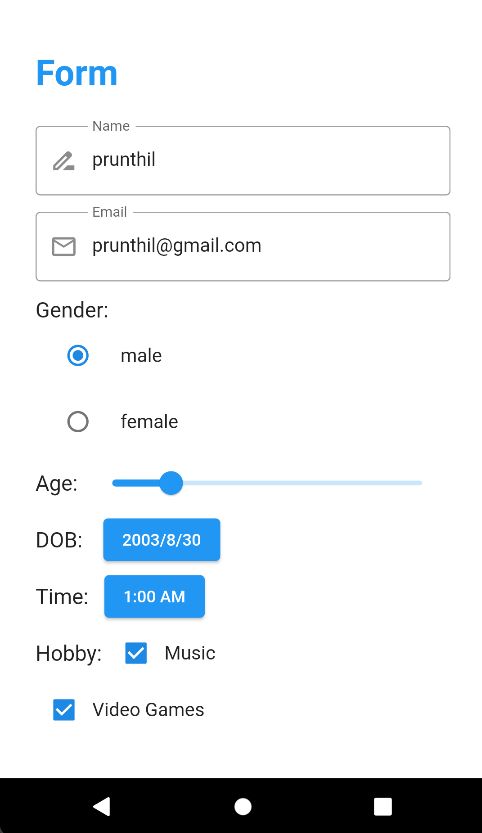 Form
Name
prunthil
Email
prunthil@gmail.com
Gender:
male
female
Age:
DOB: 2003/8/30
Time: 1:00 AM
Hobby: Music
Video Games